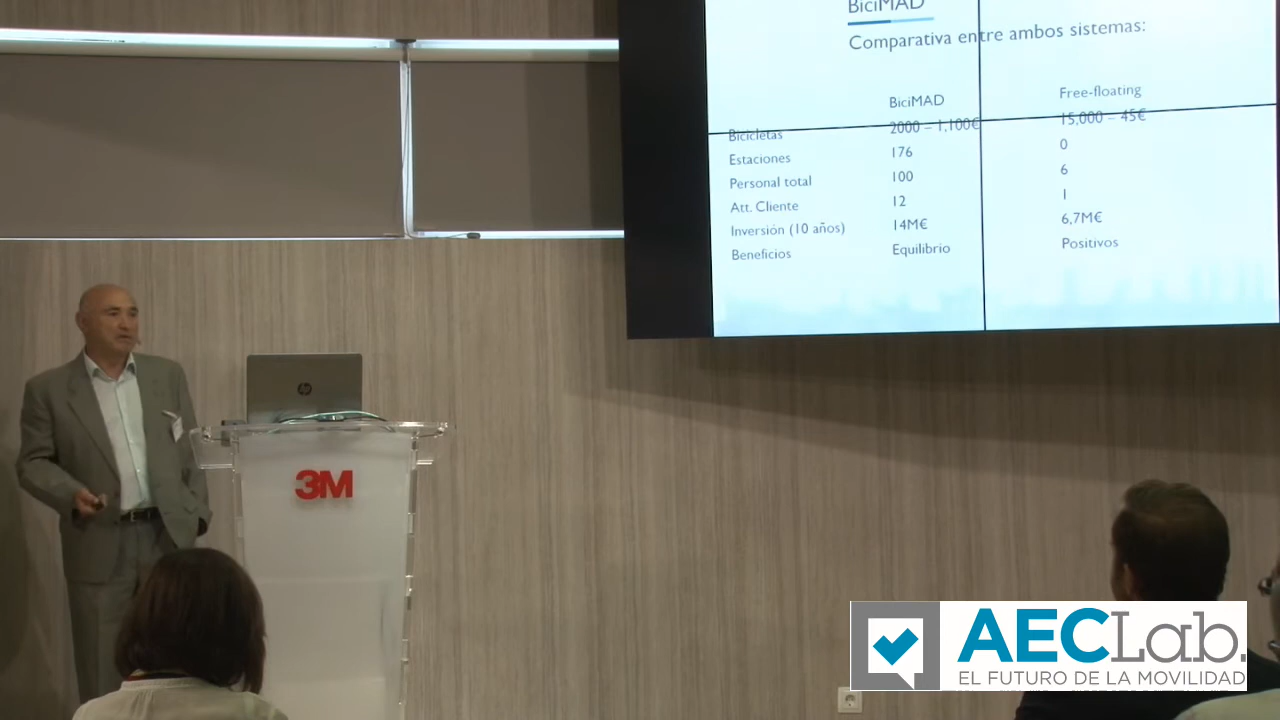 BiciMAD
Comparativa entre ambos sistemas:
BiciMAD Free-floating
Bicicletas 2000 – 1,100€ 15,000 – 45€
Estaciones 176 0
Personal total 100 6
Att. Cliente 12 1
Inversión (10 años) 14M€ 6,7M€
Beneficios Equilibrio Positivos
hp
3M
AECLab.
EL FUTURO DE LA MOVILIDAD